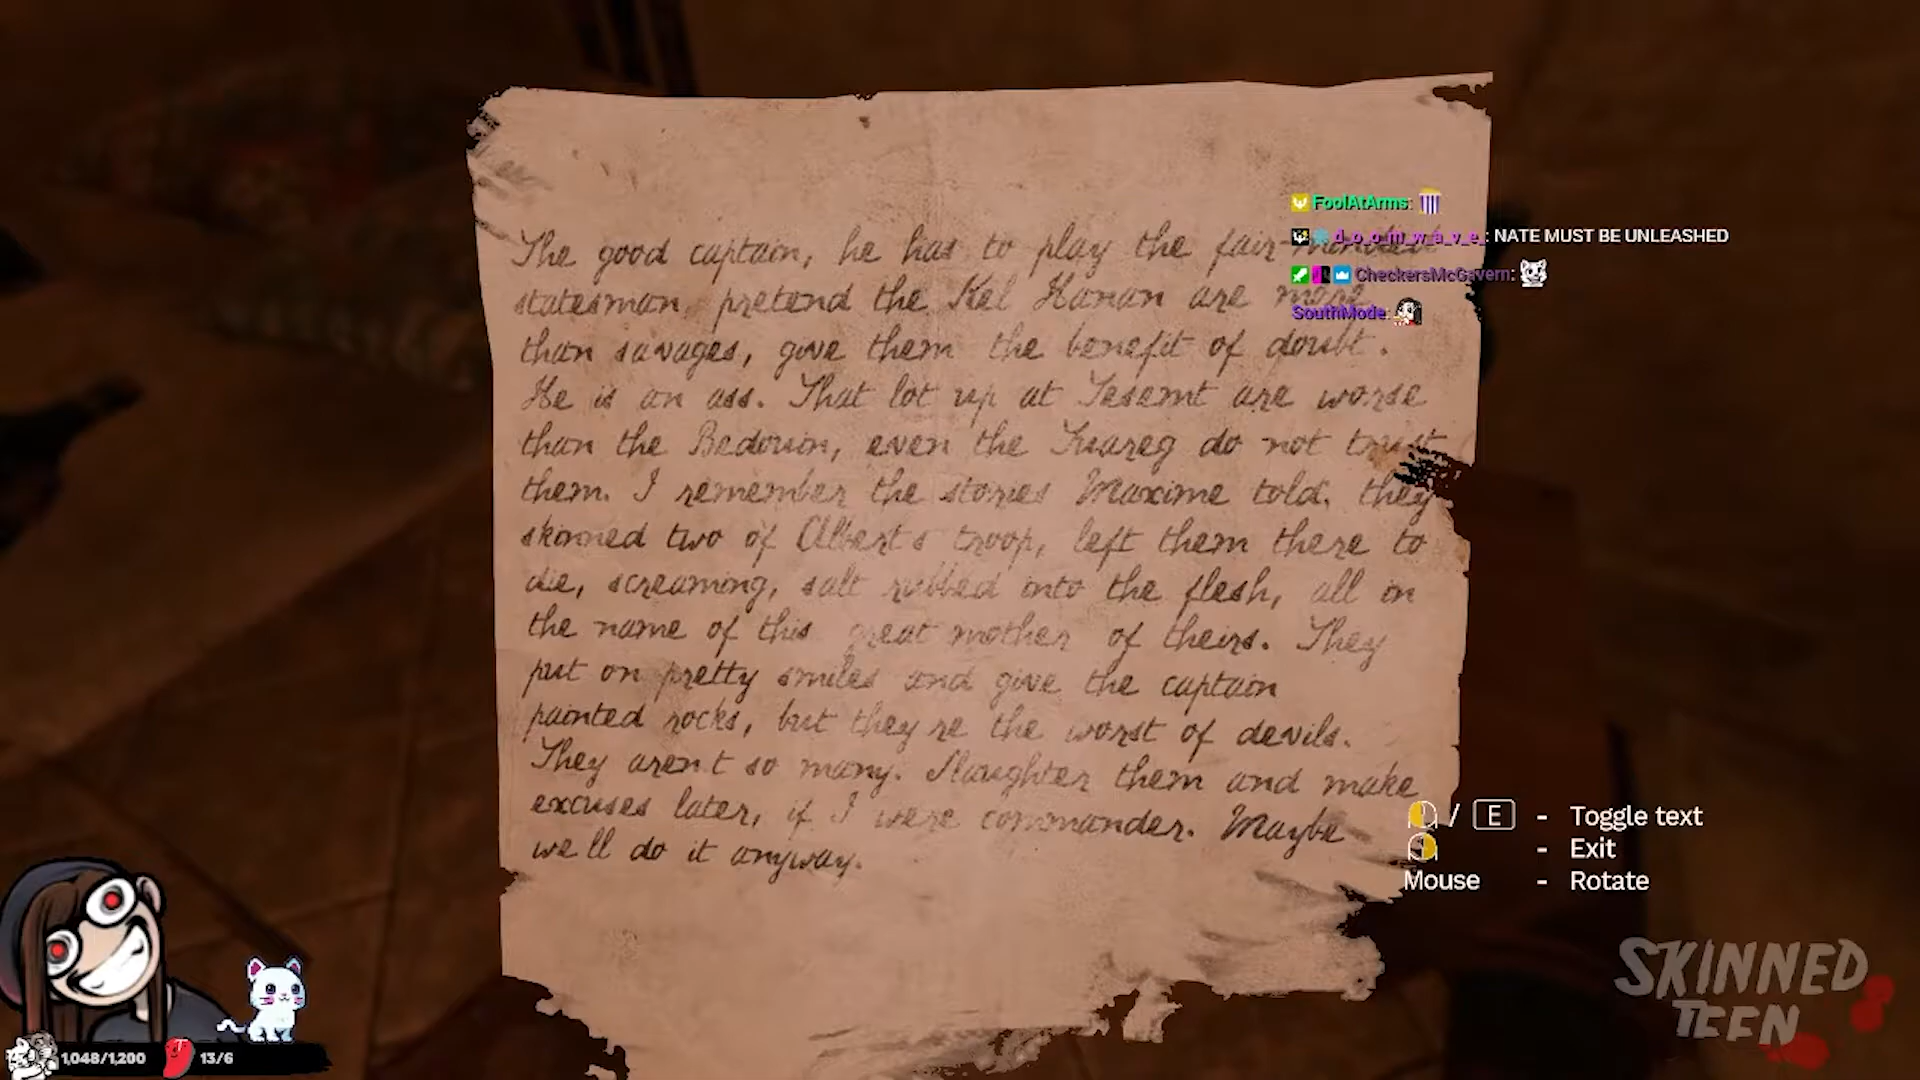 The good captain, he has to play the fair-minded
statesman, pretend the Kel Hanan are more
than savages, give them the benefit of doubt.
He is an ass. That lot up at Tesemt are worse
than the Bedouin, even the Tuareg do not trust
them. I remember the stories Maxime told. they
skinned two of Albert's troop, left them there to
die, screaming, salt rubbed into the flesh, all in
the name of this great mother of theirs. They
put on pretty smiles and give the captain
painted rocks, but they're the worst of devils.
They aren't so many. Slaughter them and make
excuses later, if I were commander. Maybe
we'll do it anyway.
FoolAtArms:
d_o_o_m_w_a_v_e_: NATE MUST BE UNLEASHED
CheckersMcGavern:
SouthMode:
/ E - Toggle text
- Exit
Mouse - Rotate
1,048/1,200 13/6
SKINNED
TEEN